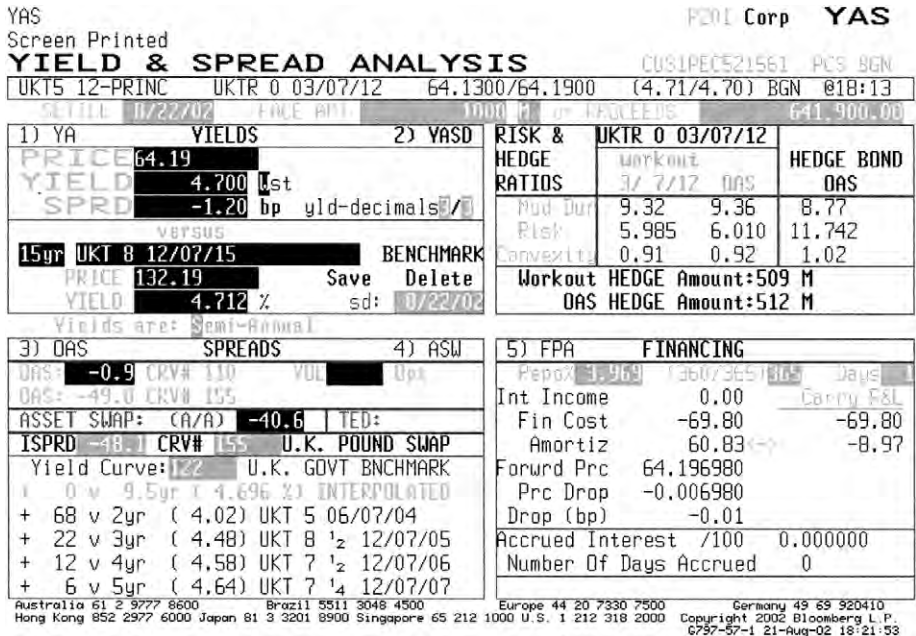 YAS P201 Corp YAS
Screen Printed
YIELD & SPREAD ANALYSIS CUSIPEC521561 PCS BGN
UKT5 12-PRINC UKTR 0 03/07/12 64.1300/64.1900 (4.71/4.70) BGN @18:13
SETTLE 8/22/02 FACE AMT 1000 M or PROCEEDS 641,900.00
1) YA YIELDS 2) YASD
PRICE 64.19
YIELD 4.700 Wst
SPRD -1.20 bp yld-decimals 3/3
versus
15yr UKT 8 12/07/15 BENCHMARK
PRICE 132.19 Save Delete
YIELD 4.712 % sd: 8/22/02
Yields are: Semi-Annual
RISK & UKTR 0 03/07/12
HEDGE workout HEDGE BOND
RATIOS 3/ 7/12 OAS OAS
Mod Dur 9.32 9.36 8.77
Risk 5.985 6.010 11.742
Convexity 0.91 0.92 1.02
Workout HEDGE Amount:509 M
OAS HEDGE Amount:512 M
3) OAS SPREADS 4) ASW
OAS: -0.9 CRV# 110 VOL Opt
OAS: -49.0 CRV# 155
ASSET SWAP: (A/A) -40.6 TED:
ISPRD -48.1 CRV# 155 U.K. POUND SWAP
Yield Curve: 122 U.K. GOVT BNCHMARK
+ 0 v 9.5yr ( 4.696 %) INTERPOLATED
+ 68 v 2yr ( 4.02) UKT 5 06/07/04
+ 22 v 3yr ( 4.48) UKT 8 ½ 12/07/05
+ 12 v 4yr ( 4.58) UKT 7 ½ 12/07/06
+ 6 v 5yr ( 4.64) UKT 7 ¼ 12/07/07
5) FPA FINANCING
Repo% 3.969 (360/365) 365 Days 1
Int Income 0.00 Carry P&L
Fin Cost -69.80 -69.80
Amortiz 60.83<-> -8.97
Forwrd Prc 64.196980
Prc Drop -0.006980
Drop (bp) -0.01
Accrued Interest /100 0.000000
Number Of Days Accrued 0
Australia 61 2 9777 8600 Brazil 5511 3048 4500 Europe 44 20 7330 7500 Germany 49 69 920410
Hong Kong 852 2977 6000 Japan 81 3 3201 8900 Singapore 65 212 1000 U.S. 1 212 318 2000 Copyright 2002 Bloomberg L.P.
G797-57-1 21-Aug-02 18:21:53